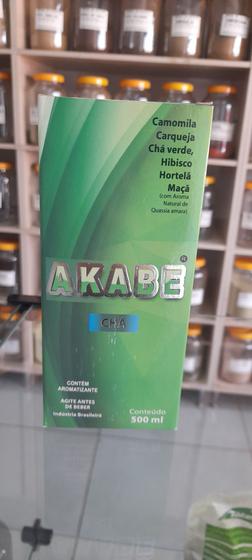 Camomila
Carqueja
Chá verde,
Hibisco
Hortelã
Maçã
(com Aroma
Natural de
Quassia amara)
AKABE®
CHÁ
CONTÉM
AROMATIZANTE
AGITE ANTES
DE BEBER
Indústria Brasileira
Conteúdo
500 ml